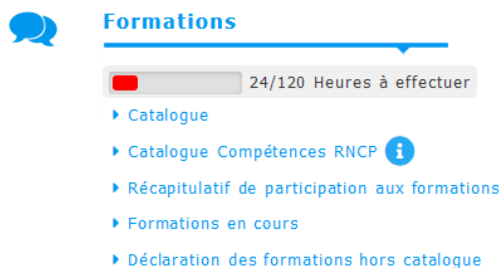 Formations
24/120 Heures à effectuer
Catalogue
Catalogue Compétences RNCP
Récapitulatif de participation aux formations
Formations en cours
Déclaration des formations hors catalogue